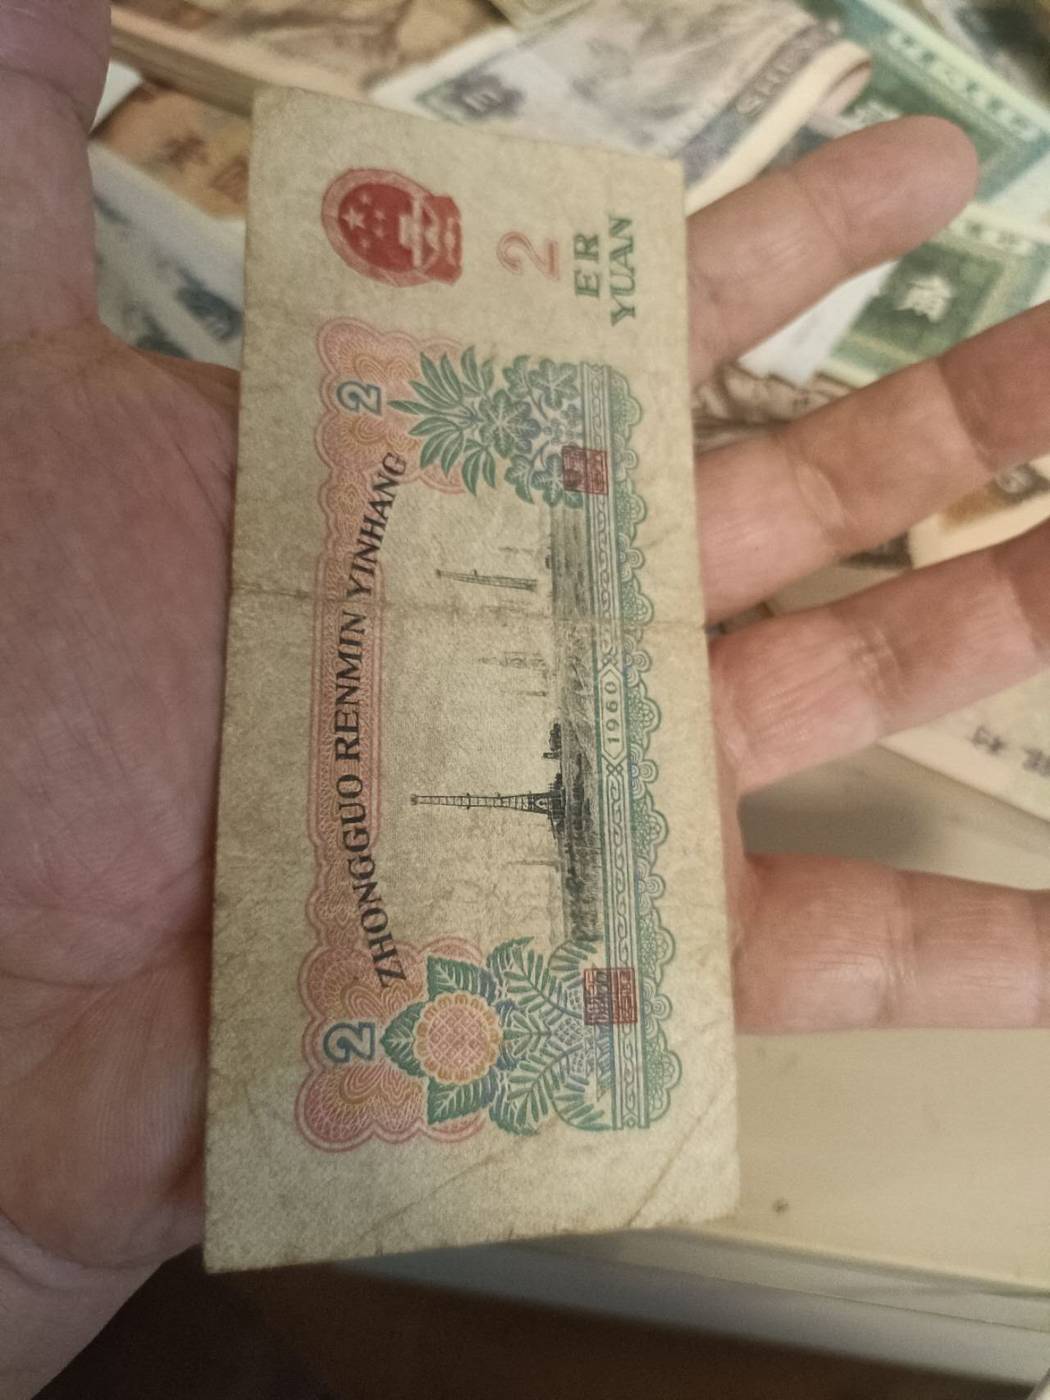 ZHONGGUO RENMIN YINHANG
2
2
2
ER
YUAN
1960